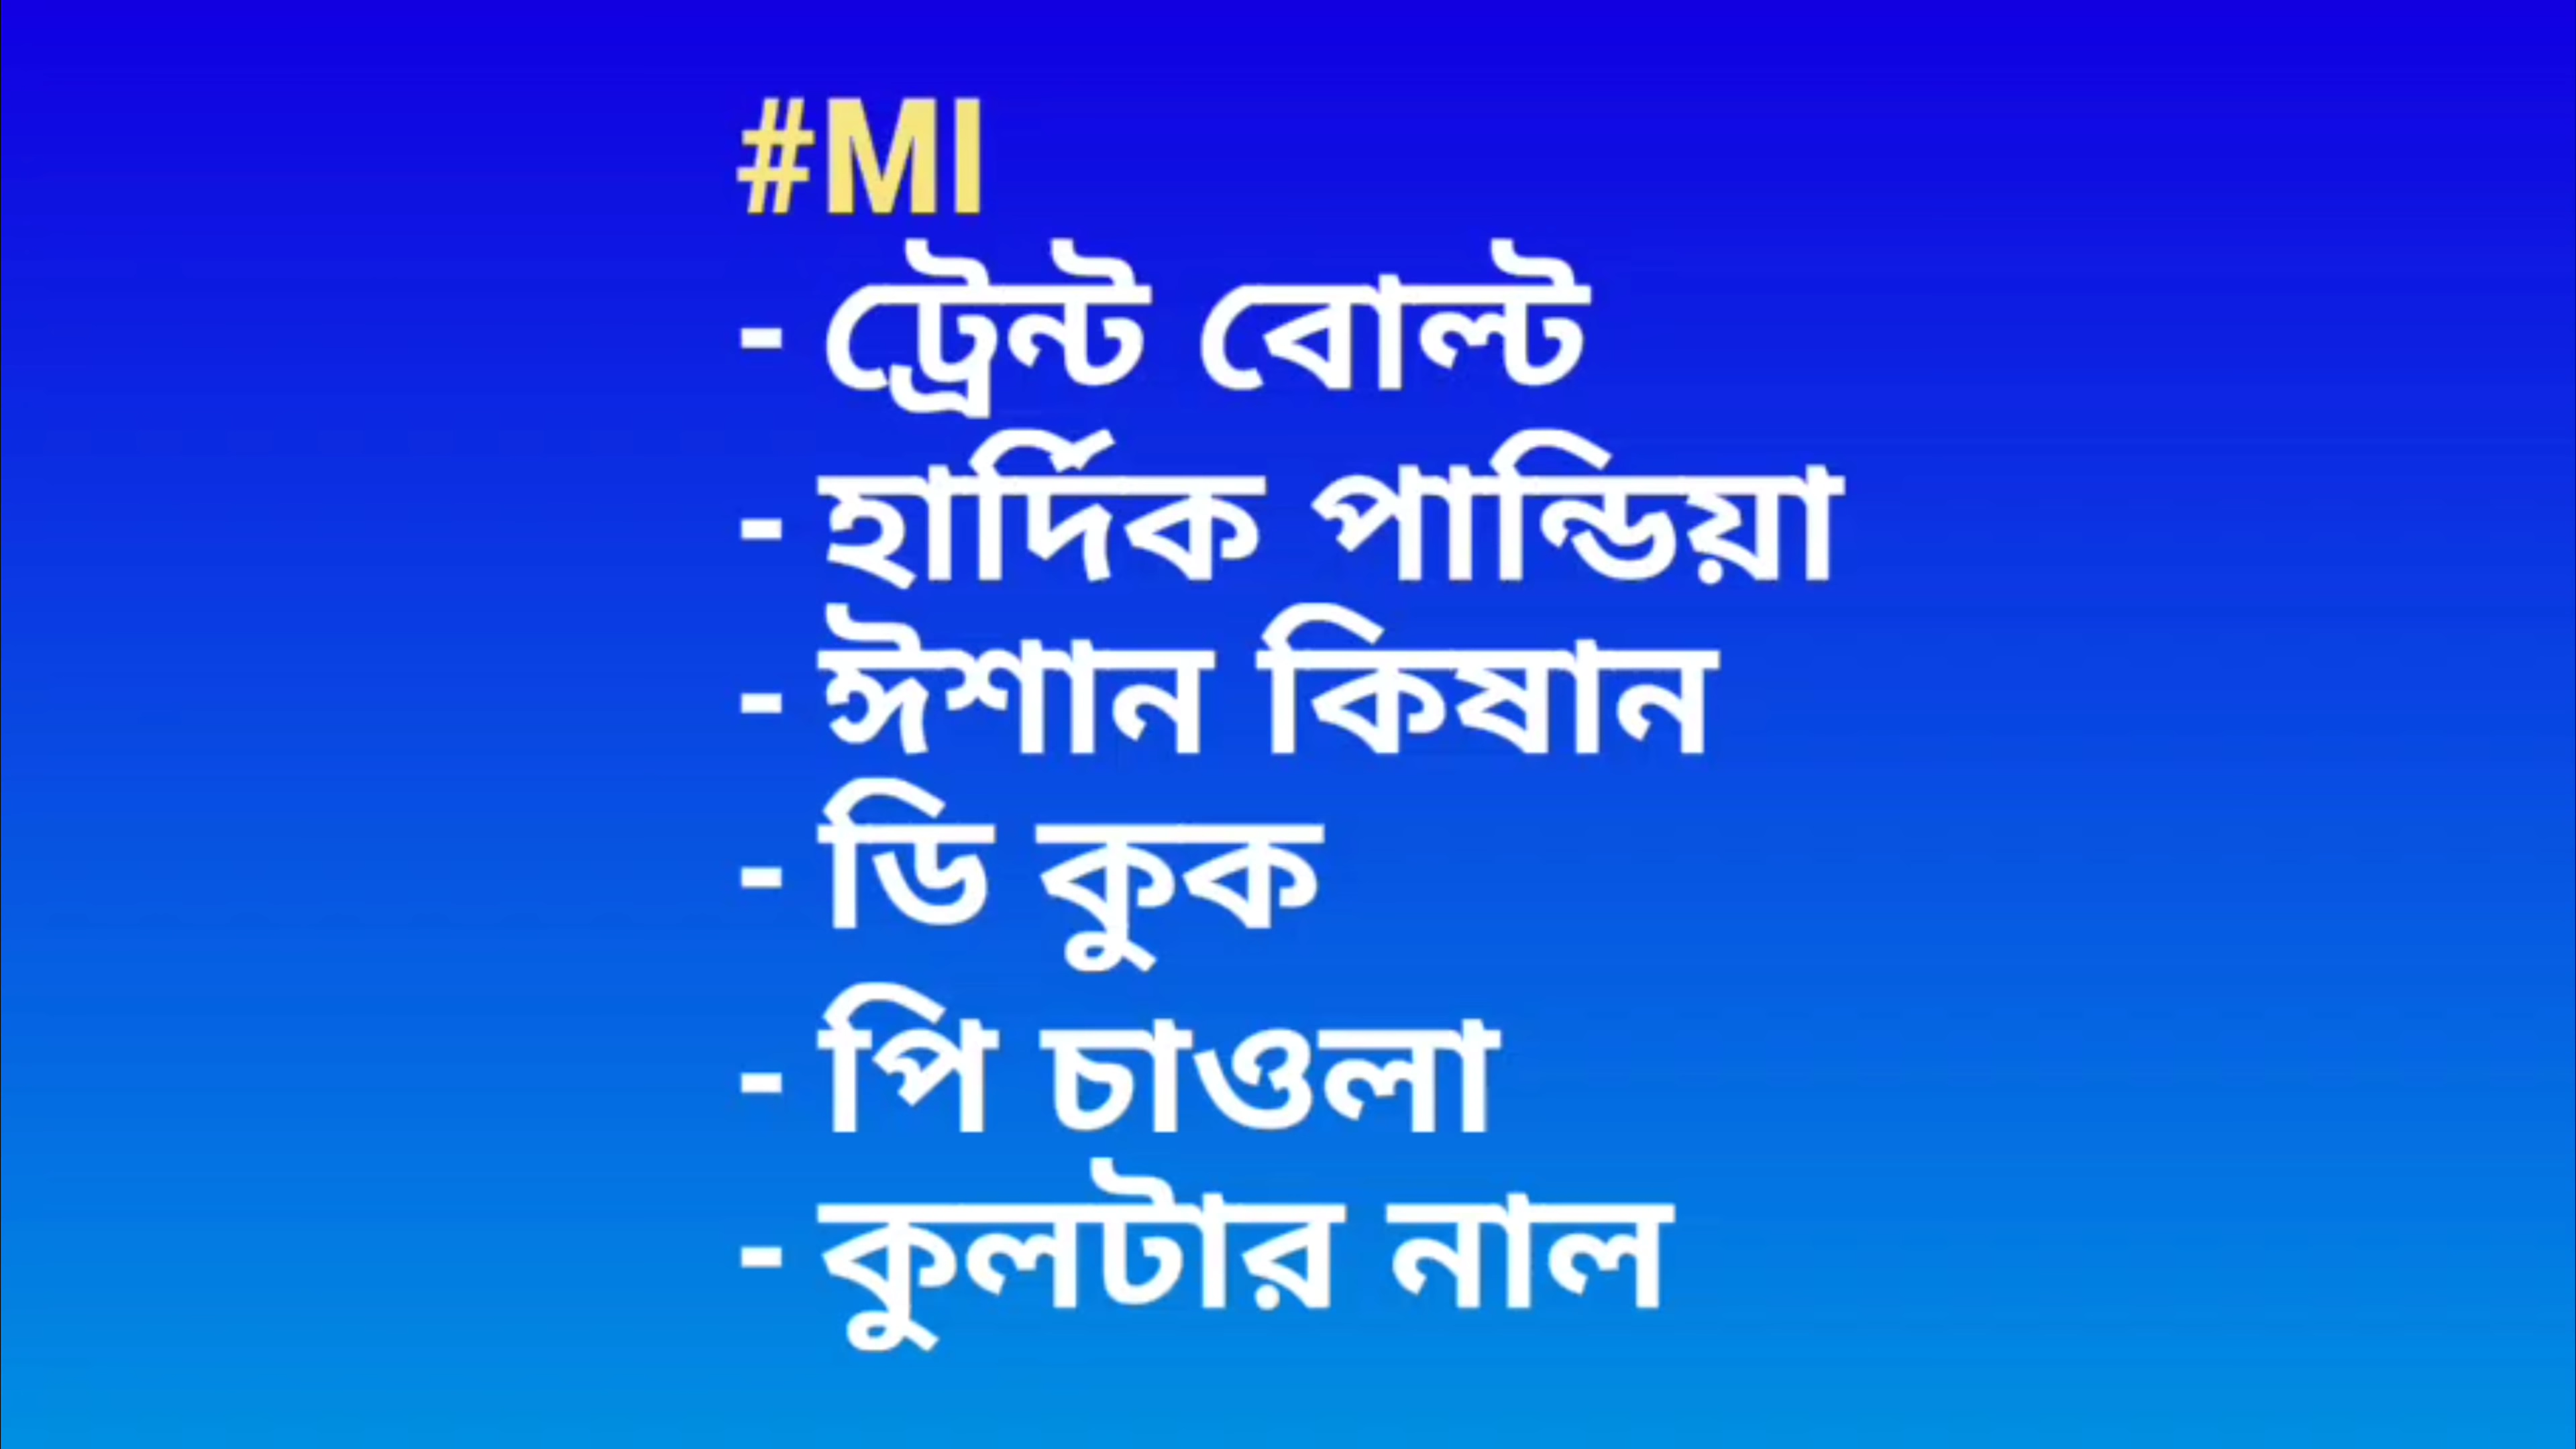 #MI
- ট্রেন্ট বোল্ট
- হার্দিক পান্ডিয়া
- ঈশান কিষান
- ডি কুক
- পি চাওলা
- কুলটার নাল